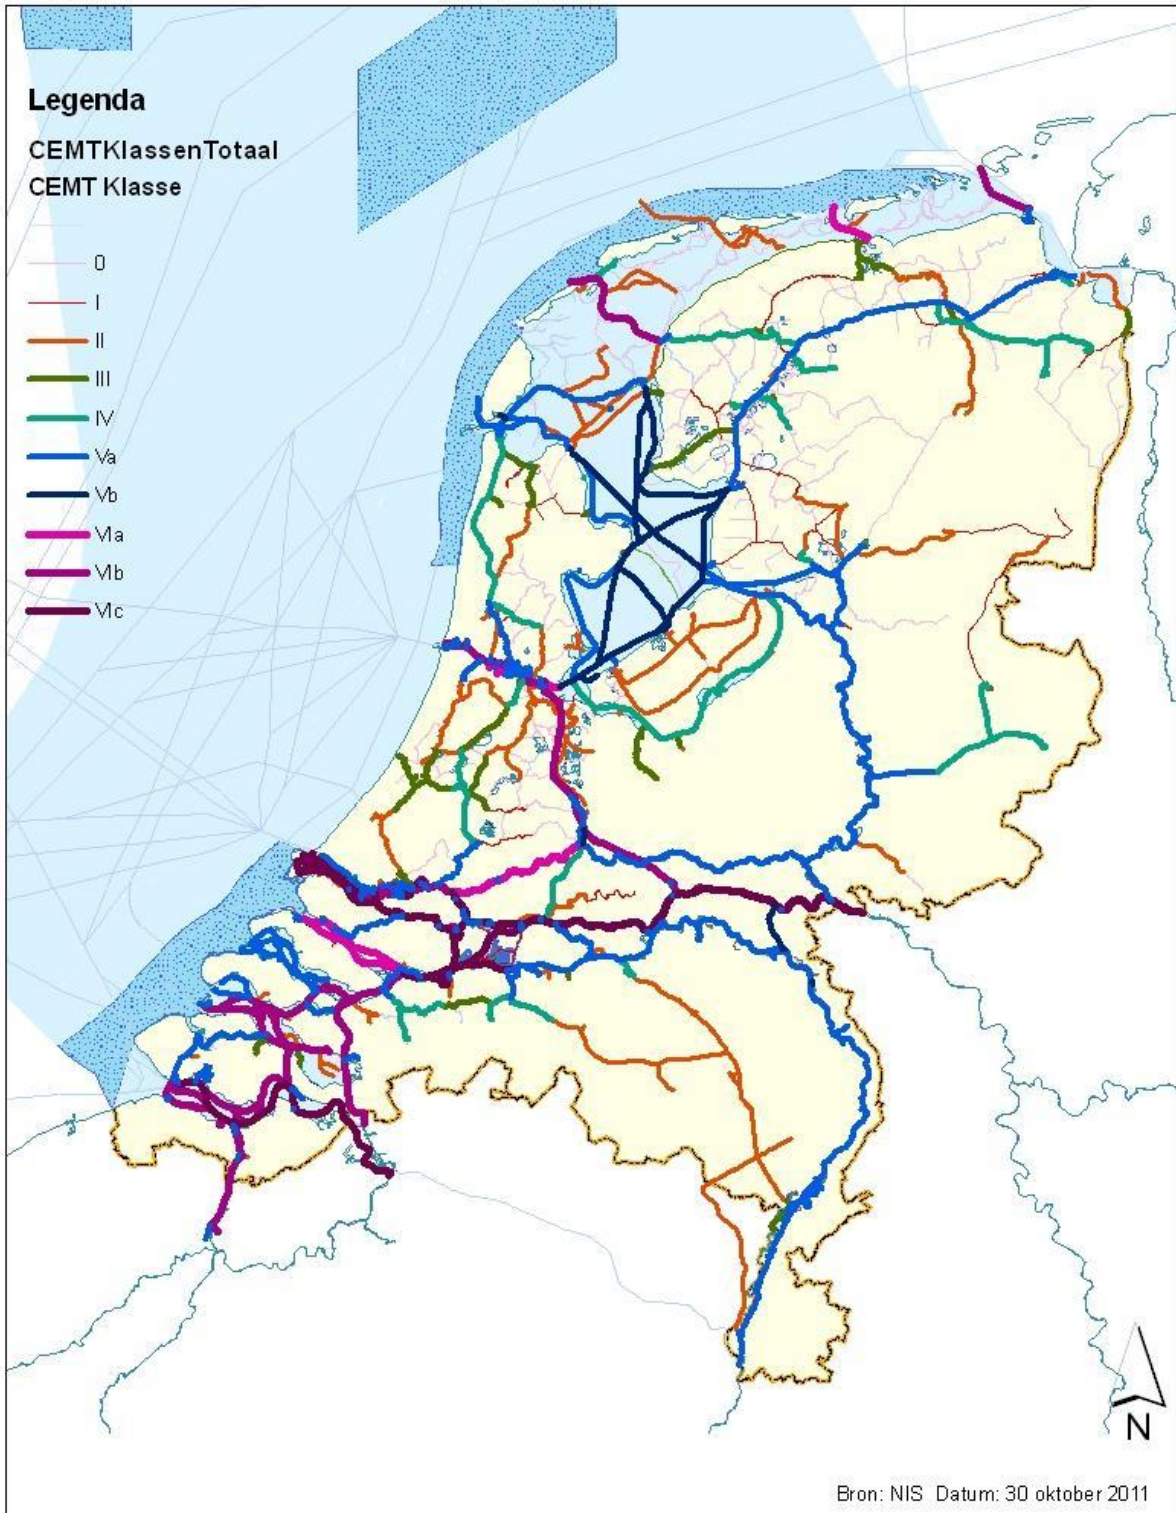 Legenda
CEMTKlassenTotaal
CEMT Klasse
0
I
II
III
IV
Va
Vb
VIa
VIb
VIc
N
Bron: NIS Datum: 30 oktober 2011